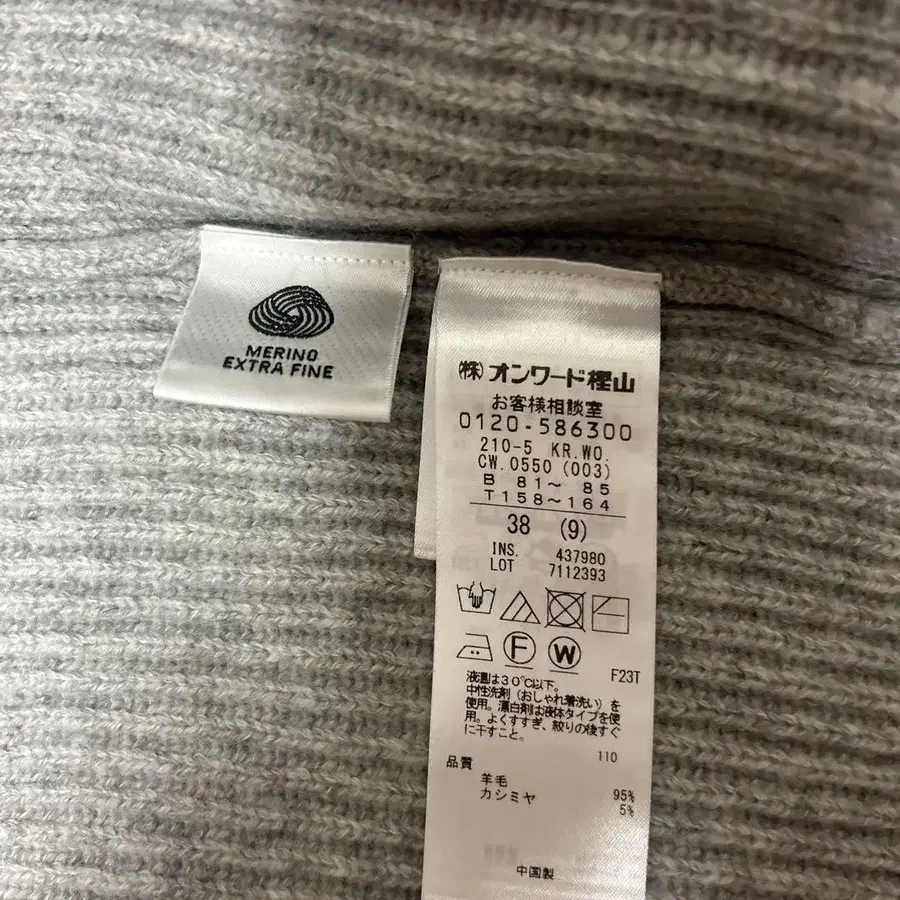 MERINO
EXTRA FINE
㈱オンワード樫山
お客様相談室
0120-586300
210-5 KR.WO.
CW.0550 (003)
B 81～ 85
T158～164
38 (9)
INS. 437980
LOT 7112393
F
W
F23T
液温は30℃以下。
中性洗剤（おしゃれ着洗い）を
使用。漂白剤は液体タイプを使
用。よくすすぎ、絞りの後すぐ
に干すこと。
110
品質
羊毛 95%
カシミヤ 5%
中国製